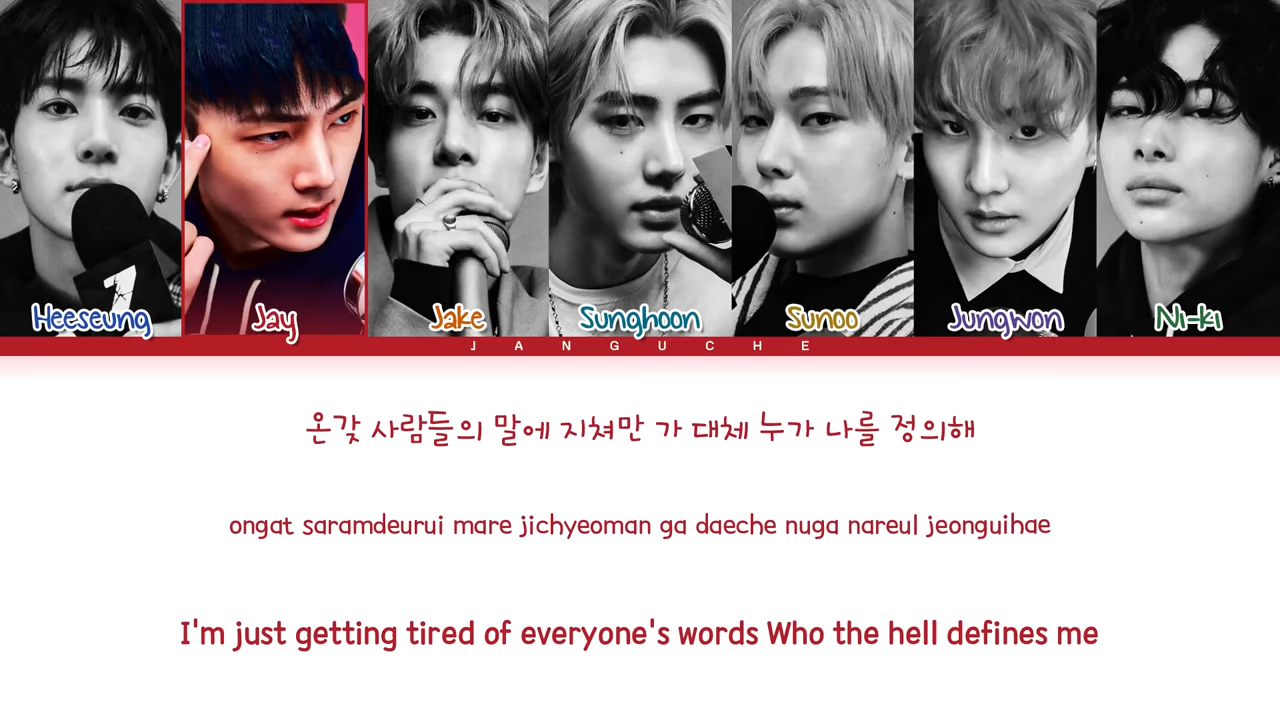 Heeseung
Jay
Jake
Sunghoon
Sunoo
Jungwon
Ni-ki
JANGUCHE
온갖 사람들의 말에 지쳐만 가 대체 누가 나를 정의해
ongat saramdeurui mare jichyeoman ga daeche nuga nareul jeonguihae
I'm just getting tired of everyone's words Who the hell defines me